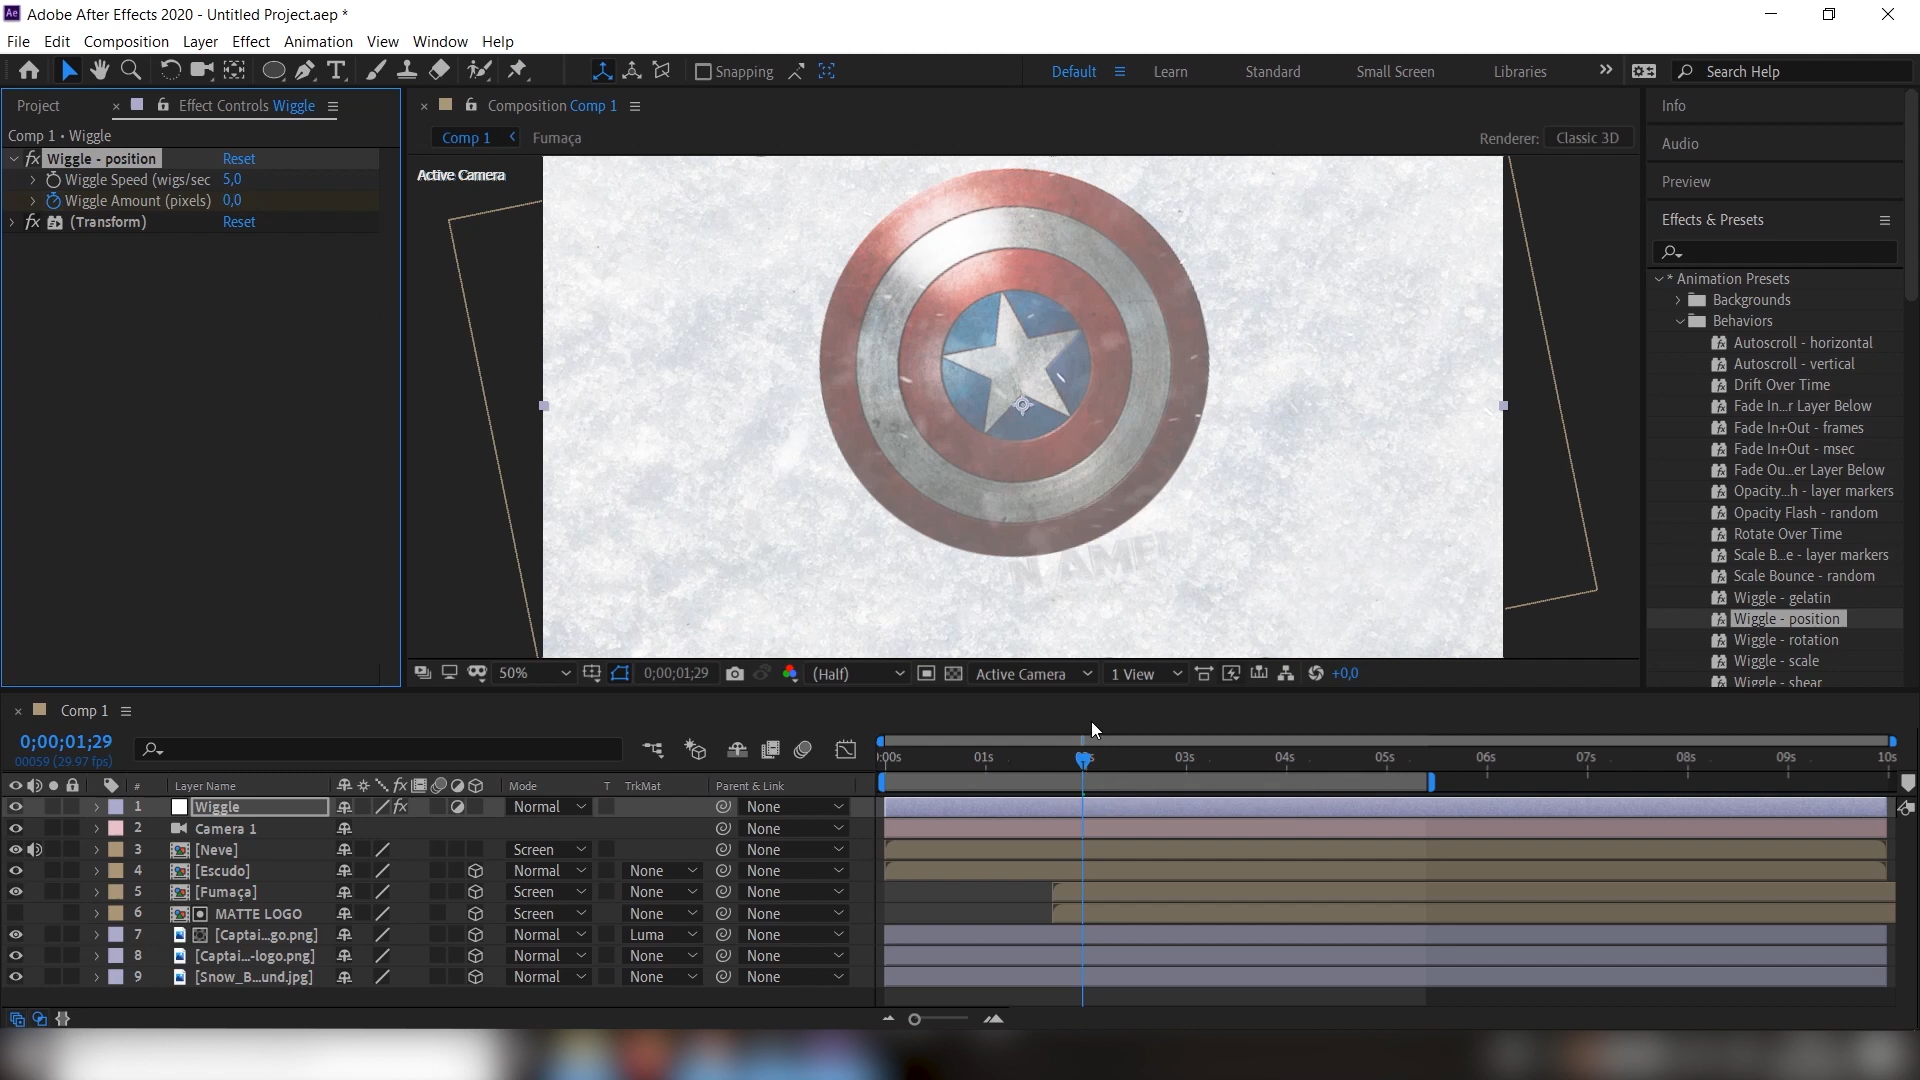 Adobe After Effects 2020 - Untitled Project.aep *
File Edit Composition Layer Effect Animation View Window Help
Snapping Default Learn Standard Small Screen Libraries Search Help
Project Effect Controls Wiggle
Comp 1 • Wiggle
Wiggle - position Reset
Wiggle Speed (wigs/sec 5,0
Wiggle Amount (pixels) 0,0
(Transform) Reset
Composition Comp 1
Comp 1 Fumaça Renderer: Classic 3D
Active Camera
N AME
50% 0;00;01;29 (Half) Active Camera 1 View +0,0
Info
Audio
Preview
Effects & Presets
* Animation Presets
Backgrounds
Behaviors
Autoscroll - horizontal
Autoscroll - vertical
Drift Over Time
Fade In...r Layer Below
Fade In+Out - frames
Fade In+Out - msec
Fade Ou...er Layer Below
Opacity...h - layer markers
Opacity Flash - random
Rotate Over Time
Scale B...e - layer markers
Scale Bounce - random
Wiggle - gelatin
Wiggle - position
Wiggle - rotation
Wiggle - scale
Wiggle - shear
Comp 1
0;00;01;29
00059 (29.97 fps)
:00s 01s 03s 04s 05s 06s 07s 08s 09s 10s
# Layer Name Mode T TrkMat Parent & Link
1 Wiggle Normal None
2 Camera 1 None
3 [Neve] Screen None
4 [Escudo] Normal None None
5 [Fumaça] Screen None None
6 MATTE LOGO Screen None None
7 [Captai...go.png] Normal Luma None
8 [Captai...-logo.png] Normal None None
9 [Snow_B...und.jpg] Normal None None